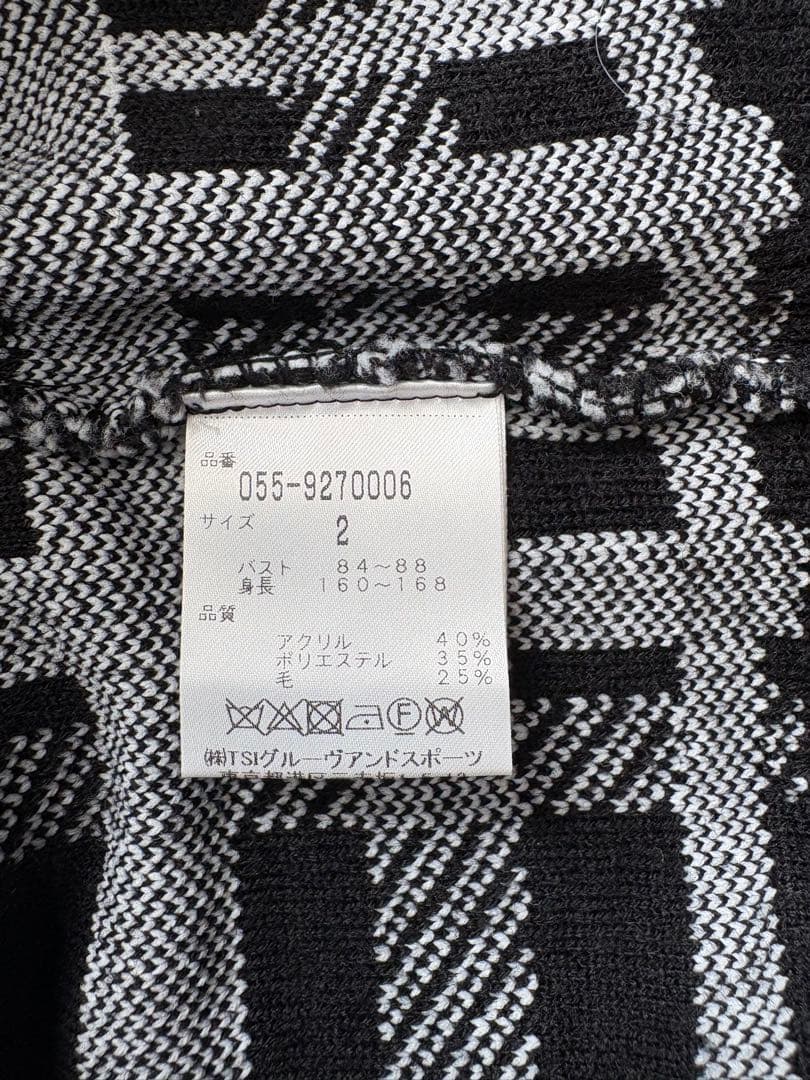 品番
055-9270006
サイズ
2
バスト 84～88
身長 160～168
品質
アクリル 40%
ポリエステル 35%
毛 25%
F W
㈱TSIグルーヴアンドスポーツ